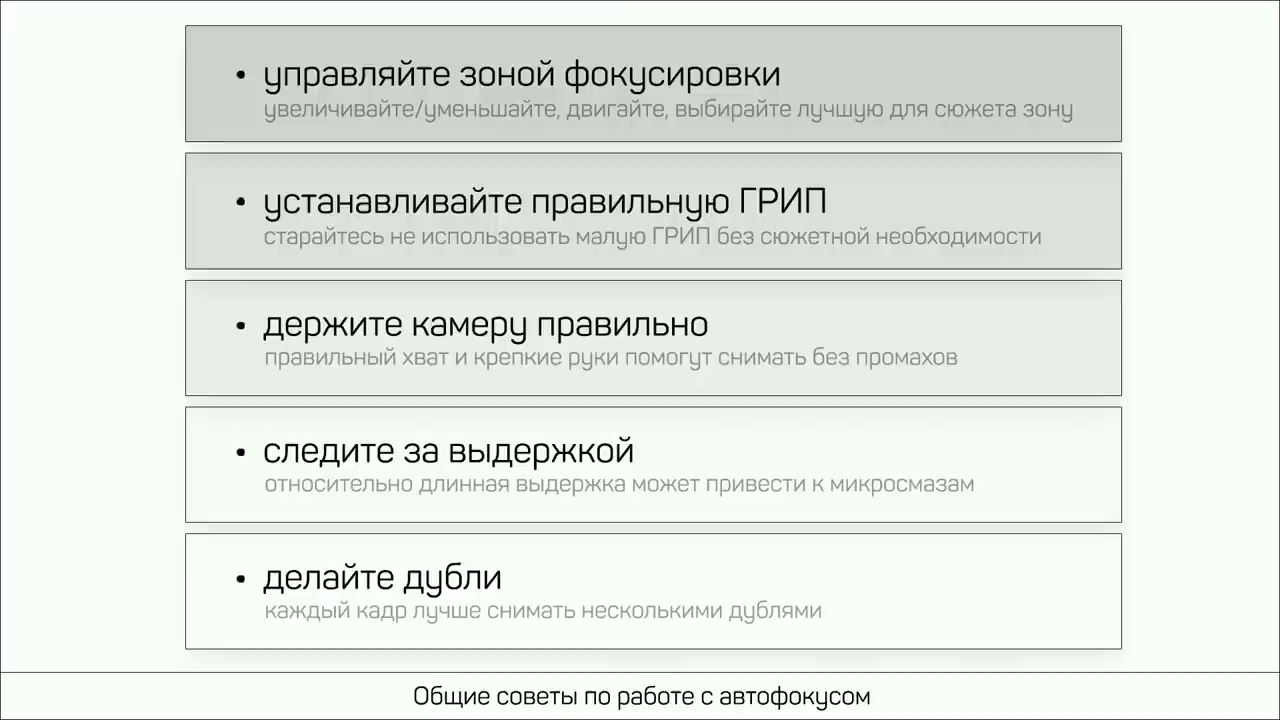 • управляйте зоной фокусировки
увеличивайте/уменьшайте, двигайте, выбирайте лучшую для сюжета зону
• устанавливайте правильную ГРИП
старайтесь не использовать малую ГРИП без сюжетной необходимости
• держите камеру правильно
правильный хват и крепкие руки помогут снимать без промахов
• следите за выдержкой
относительно длинная выдержка может привести к микросмазам
• делайте дубли
каждый кадр лучше снимать несколькими дублями
Общие советы по работе с автофокусом